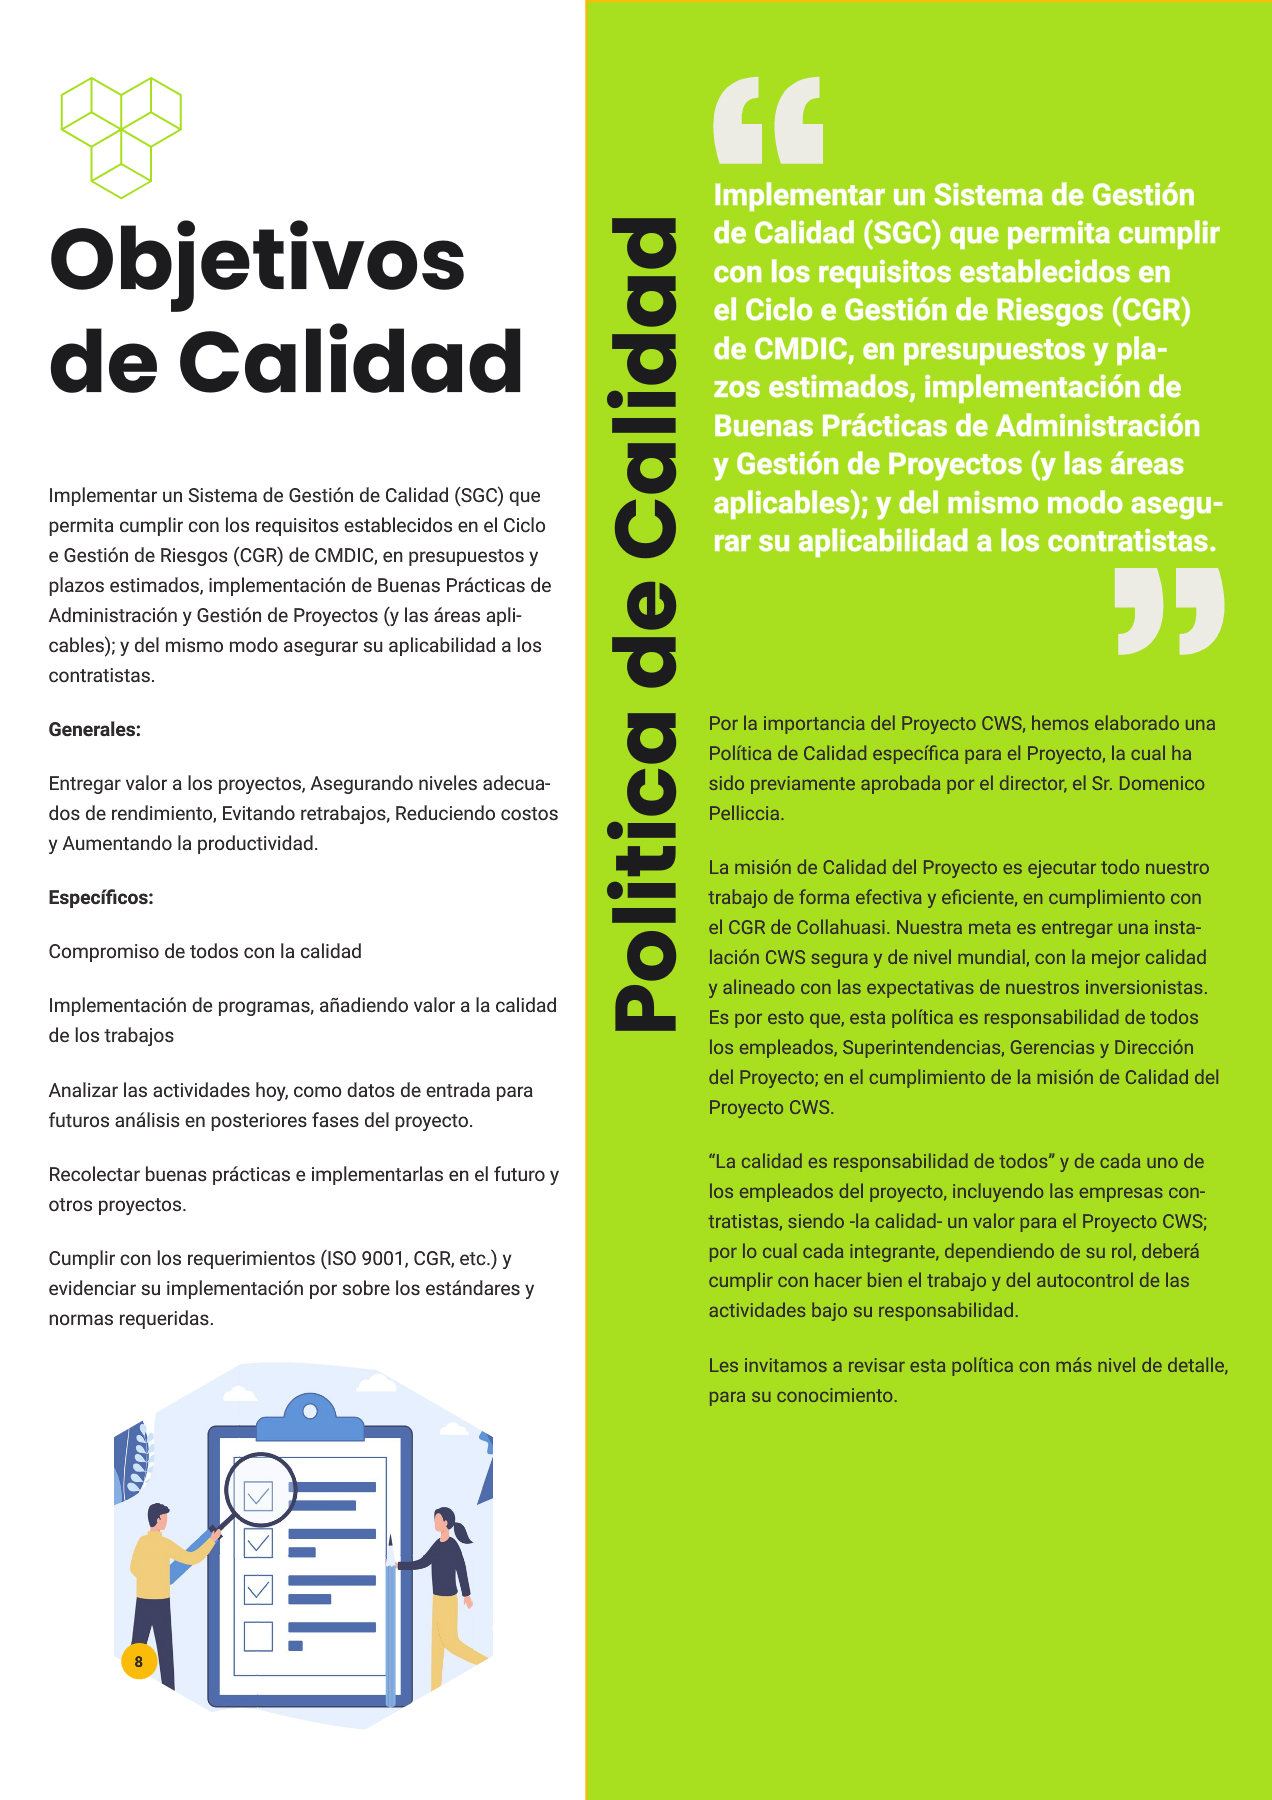 Objetivos
de Calidad
Implementar un Sistema de Gestión de Calidad (SGC) que
permita cumplir con los requisitos establecidos en el Ciclo
e Gestión de Riesgos (CGR) de CMDIC, en presupuestos y
plazos estimados, implementación de Buenas Prácticas de
Administración y Gestión de Proyectos (y las áreas apli-
cables); y del mismo modo asegurar su aplicabilidad a los
contratistas.
Generales:
Entregar valor a los proyectos, Asegurando niveles adecua-
dos de rendimiento, Evitando retrabajos, Reduciendo costos
y Aumentando la productividad.
Específicos:
Compromiso de todos con la calidad
Implementación de programas, añadiendo valor a la calidad
de los trabajos
Analizar las actividades hoy, como datos de entrada para
futuros análisis en posteriores fases del proyecto.
Recolectar buenas prácticas e implementarlas en el futuro y
otros proyectos.
Cumplir con los requerimientos (ISO 9001, CGR, etc.) y
evidenciar su implementación por sobre los estándares y
normas requeridas.
8
Politica de Calidad
“
Implementar un Sistema de Gestión
de Calidad (SGC) que permita cumplir
con los requisitos establecidos en
el Ciclo e Gestión de Riesgos (CGR)
de CMDIC, en presupuestos y pla-
zos estimados, implementación de
Buenas Prácticas de Administración
y Gestión de Proyectos (y las áreas
aplicables); y del mismo modo asegu-
rar su aplicabilidad a los contratistas.
”
Por la importancia del Proyecto CWS, hemos elaborado una
Política de Calidad específica para el Proyecto, la cual ha
sido previamente aprobada por el director, el Sr. Domenico
Pelliccia.
La misión de Calidad del Proyecto es ejecutar todo nuestro
trabajo de forma efectiva y eficiente, en cumplimiento con
el CGR de Collahuasi. Nuestra meta es entregar una insta-
lación CWS segura y de nivel mundial, con la mejor calidad
y alineado con las expectativas de nuestros inversionistas.
Es por esto que, esta política es responsabilidad de todos
los empleados, Superintendencias, Gerencias y Dirección
del Proyecto; en el cumplimiento de la misión de Calidad del
Proyecto CWS.
“La calidad es responsabilidad de todos” y de cada uno de
los empleados del proyecto, incluyendo las empresas con-
tratistas, siendo -la calidad- un valor para el Proyecto CWS;
por lo cual cada integrante, dependiendo de su rol, deberá
cumplir con hacer bien el trabajo y del autocontrol de las
actividades bajo su responsabilidad.
Les invitamos a revisar esta política con más nivel de detalle,
para su conocimiento.